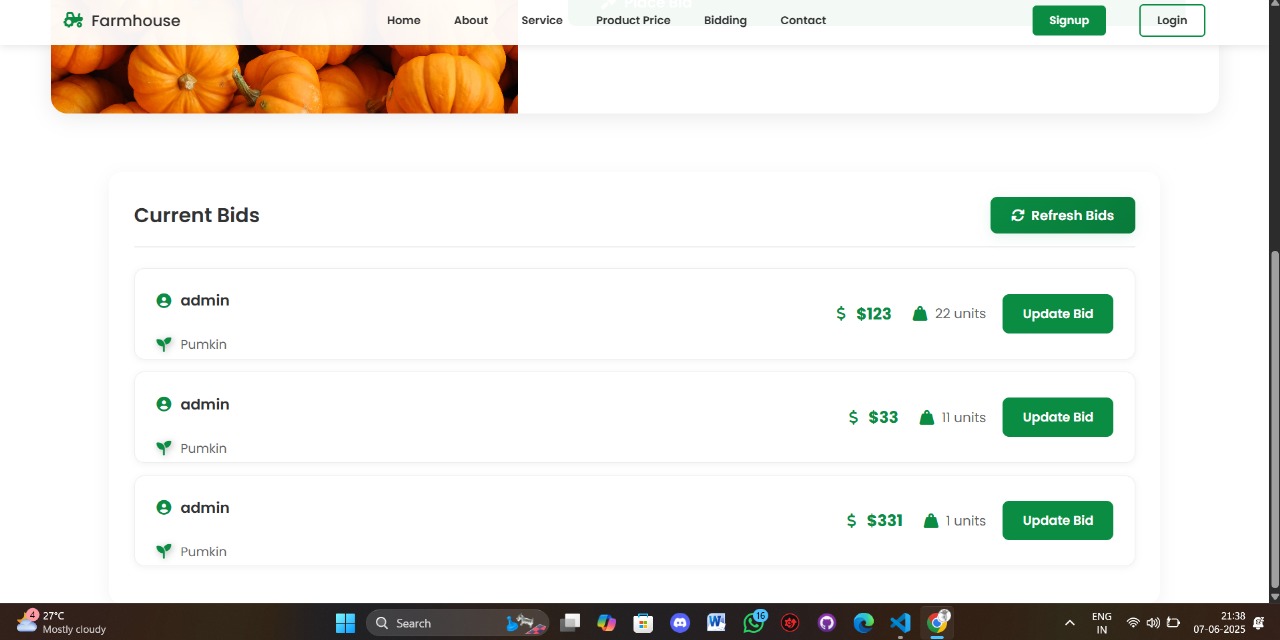 Farmhouse
Home About Service Product Price Bidding Contact
Signup Login
Place Bid
Current Bids
Refresh Bids
admin
$123 22 units Update Bid
Pumkin
admin
$33 11 units Update Bid
Pumkin
admin
$331 1 units Update Bid
Pumkin
4 27°C
Mostly cloudy
Search
16
ENG
IN
21:38
07-06-2025